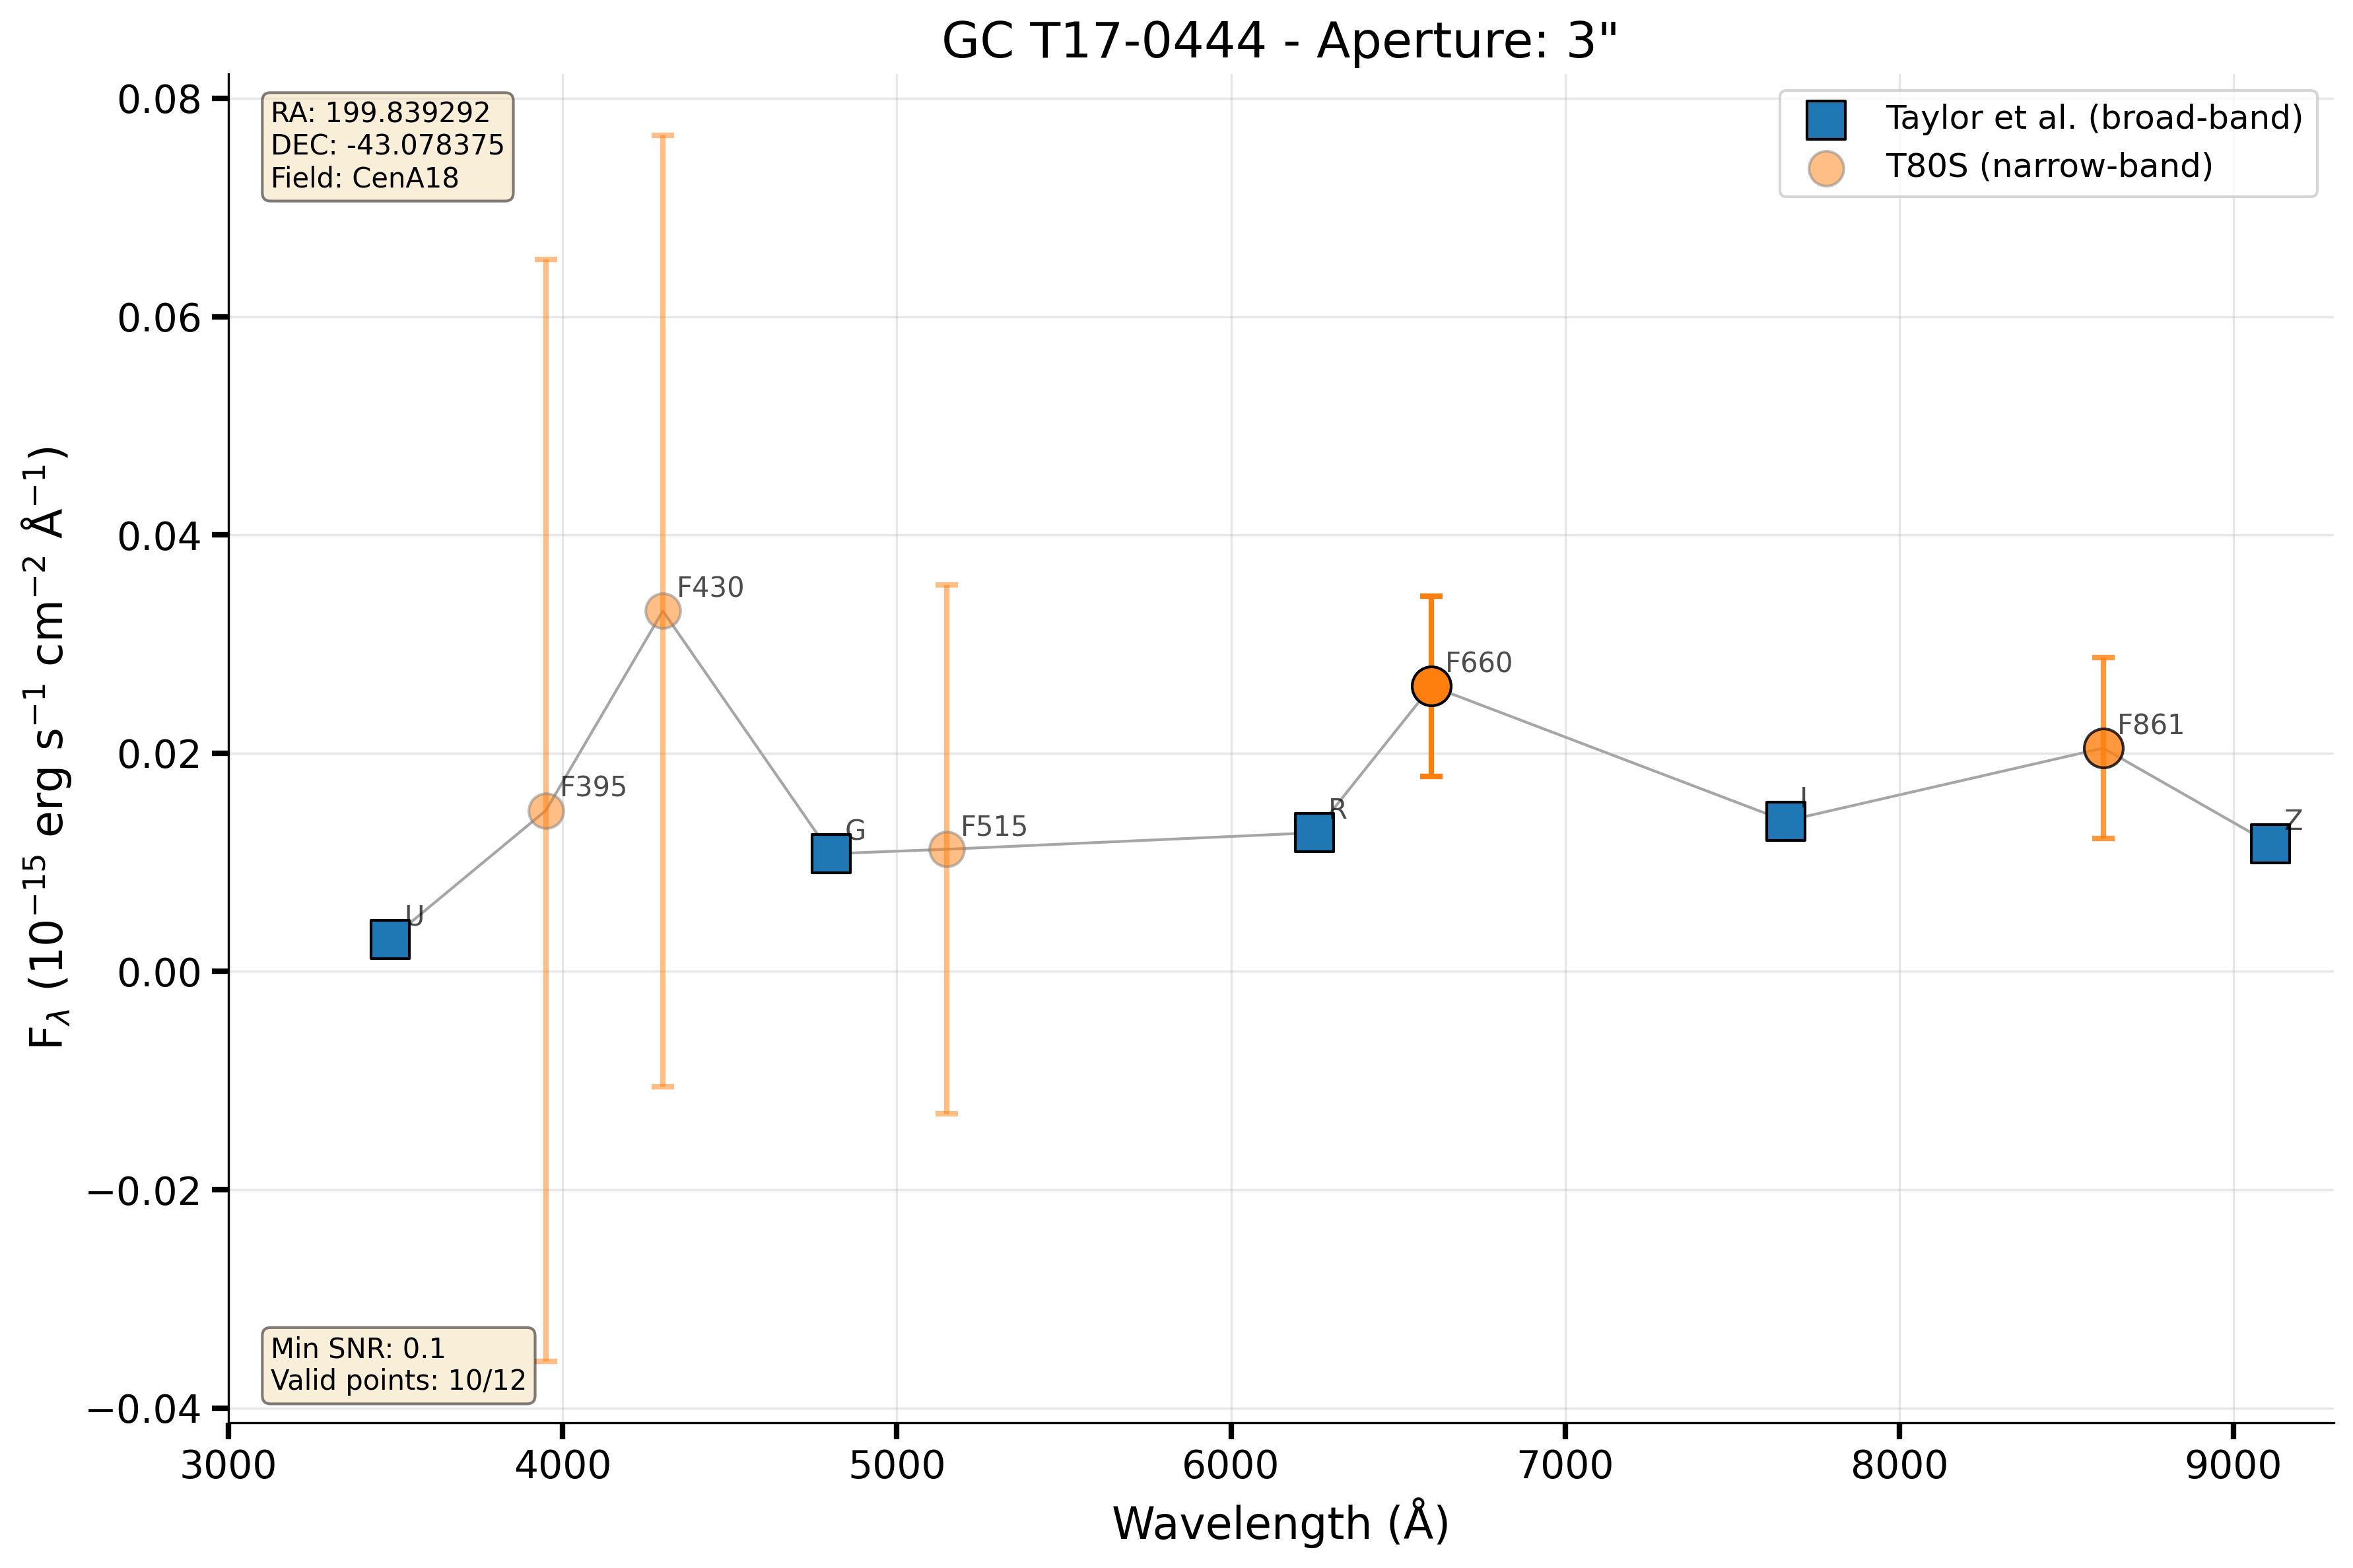 GC T17-0444 - Aperture: 3"
RA: 199.839292
DEC: -43.078375
Field: CenA18
Taylor et al. (broad-band)
T80S (narrow-band)
0.08
0.06
0.04
0.02
0.00
−0.02
−0.04
F$_{λ}$ (10$^{−15}$ erg s$^{−1}$ cm$^{−2}$ Å$^{−1}$)
U
F395
F430
G
F515
R
F660
I
F861
Z
Min SNR: 0.1
Valid points: 10/12
3000 4000 5000 6000 7000 8000 9000
Wavelength (Å)